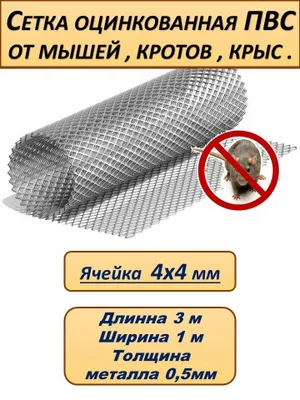 Сетка оцинкованная ПВС
от мышей , кротов , крыс .
Ячейка 4х4 мм
Длинна 3 м
Ширина 1 м
Толщина
металла 0,5мм